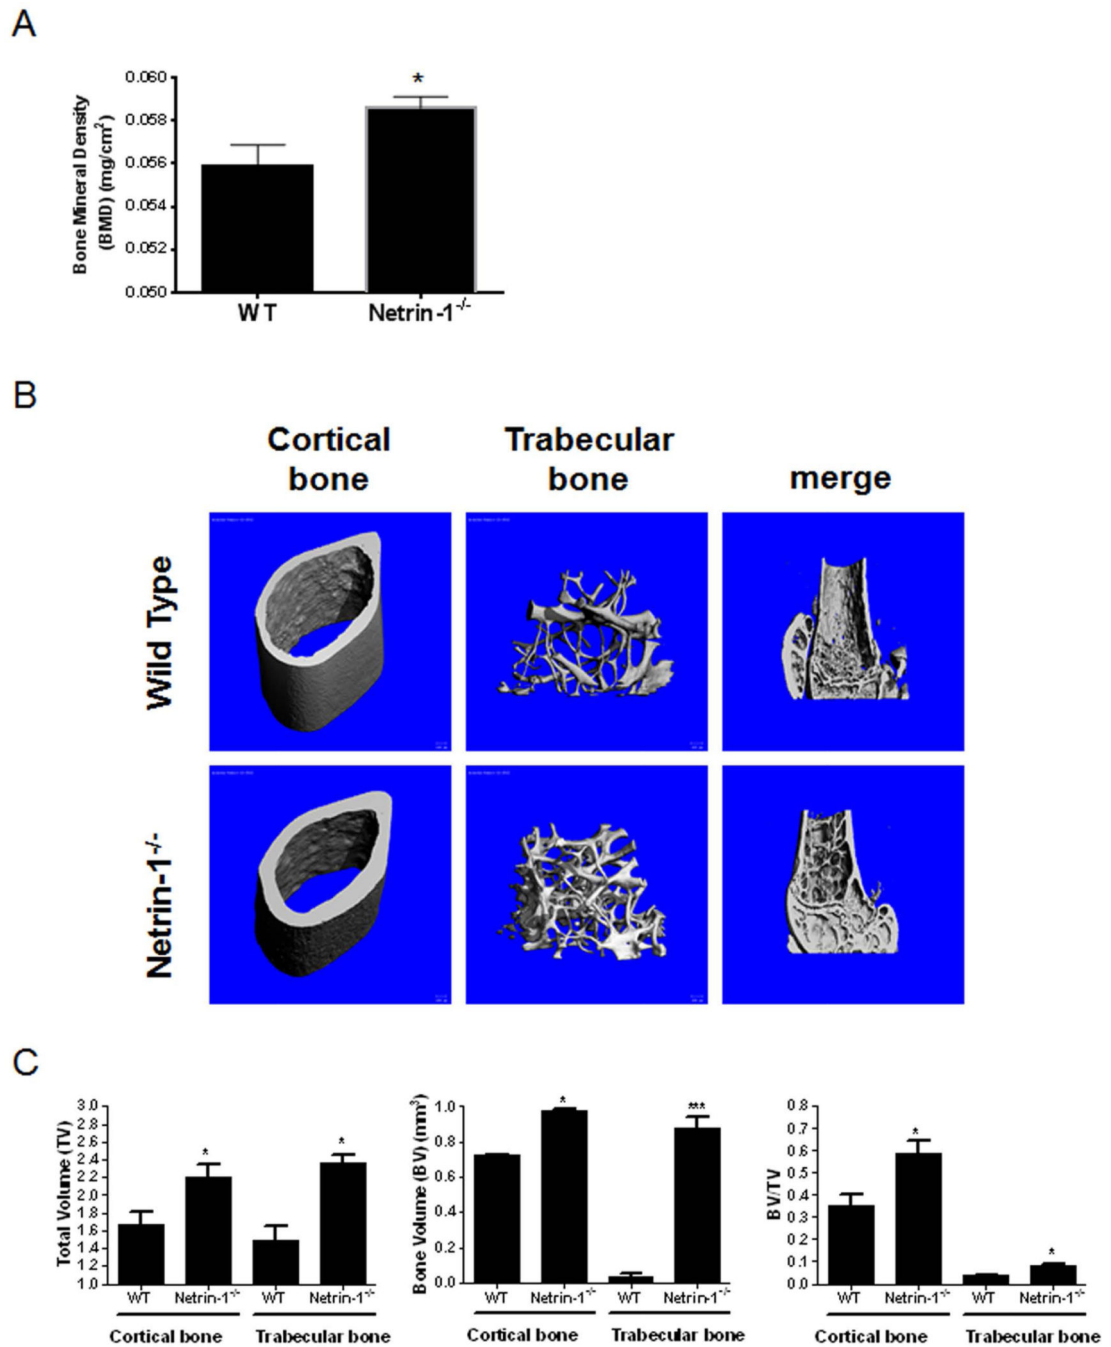 A
Bone Mineral Density
(BMD) (mg/cm²)
0.060
0.058
0.056
0.054
0.052
0.050
*
WT
Netrin-1-/-
B
Cortical
bone
Trabecular
bone
merge
Wild Type
Netrin-1-/-
C
Total Volume (TV)
3.0
2.8
2.6
2.4
2.2
2.0
1.8
1.6
1.4
1.2
1.0
*
*
WT
Netrin-1-/-
WT
Netrin-1-/-
Cortical bone
Trabecular bone
Bone Volume (BV) (mm³)
1.0
0.8
0.6
0.4
0.2
0.0
*
***
WT
Netrin-1-/-
WT
Netrin-1-/-
Cortical bone
Trabecular bone
BV/TV
0.8
0.7
0.6
0.5
0.4
0.3
0.2
0.1
0.0
*
*
WT
Netrin-1-/-
WT
Netrin-1-/-
Cortical bone
Trabecular bone